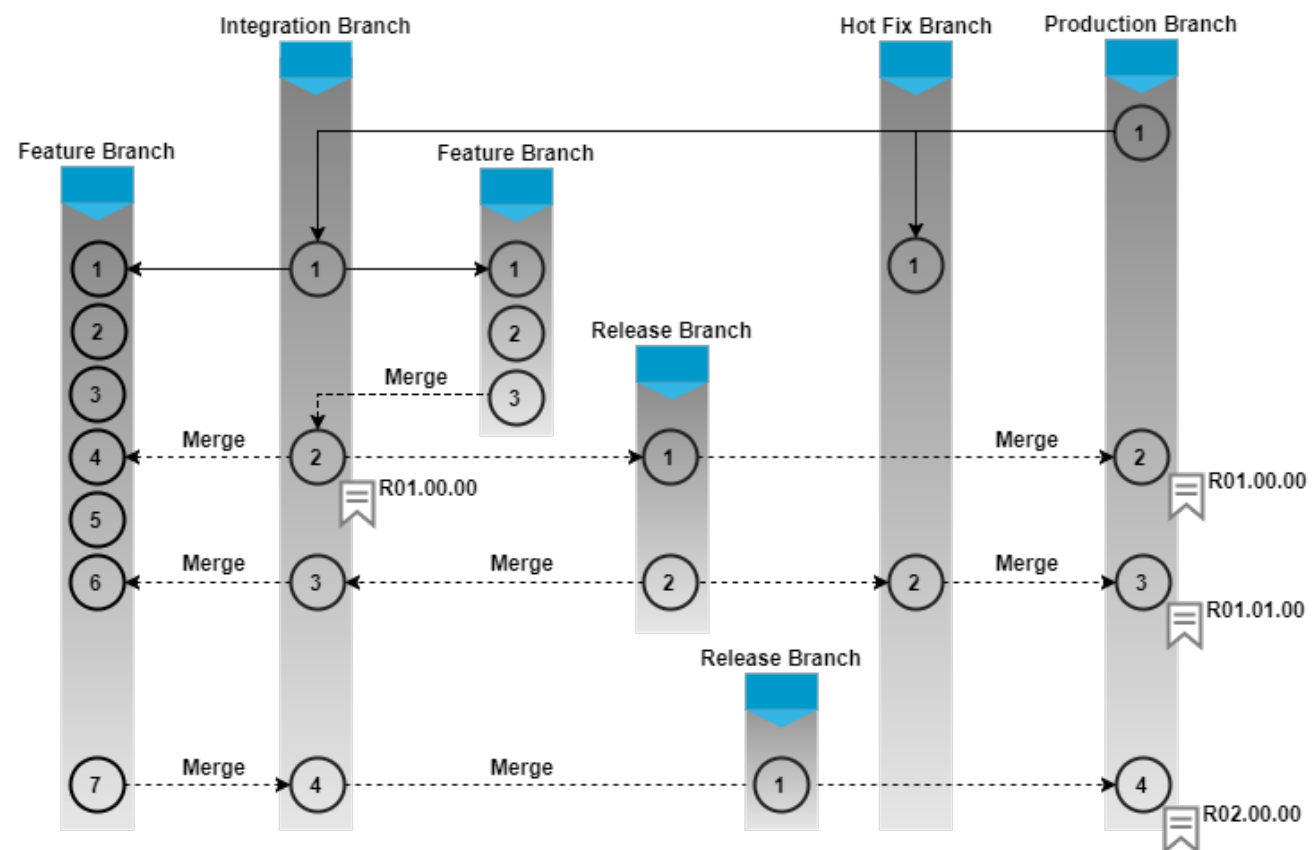 Integration Branch
Hot Fix Branch
Production Branch
1
Feature Branch
Feature Branch
1
1
1
1
2
2
Release Branch
3
Merge
3
Merge
Merge
4
2
1
2
R01.00.00
R01.00.00
5
Merge
Merge
Merge
6
3
2
2
3
R01.01.00
Release Branch
Merge
Merge
7
4
1
4
R02.00.00